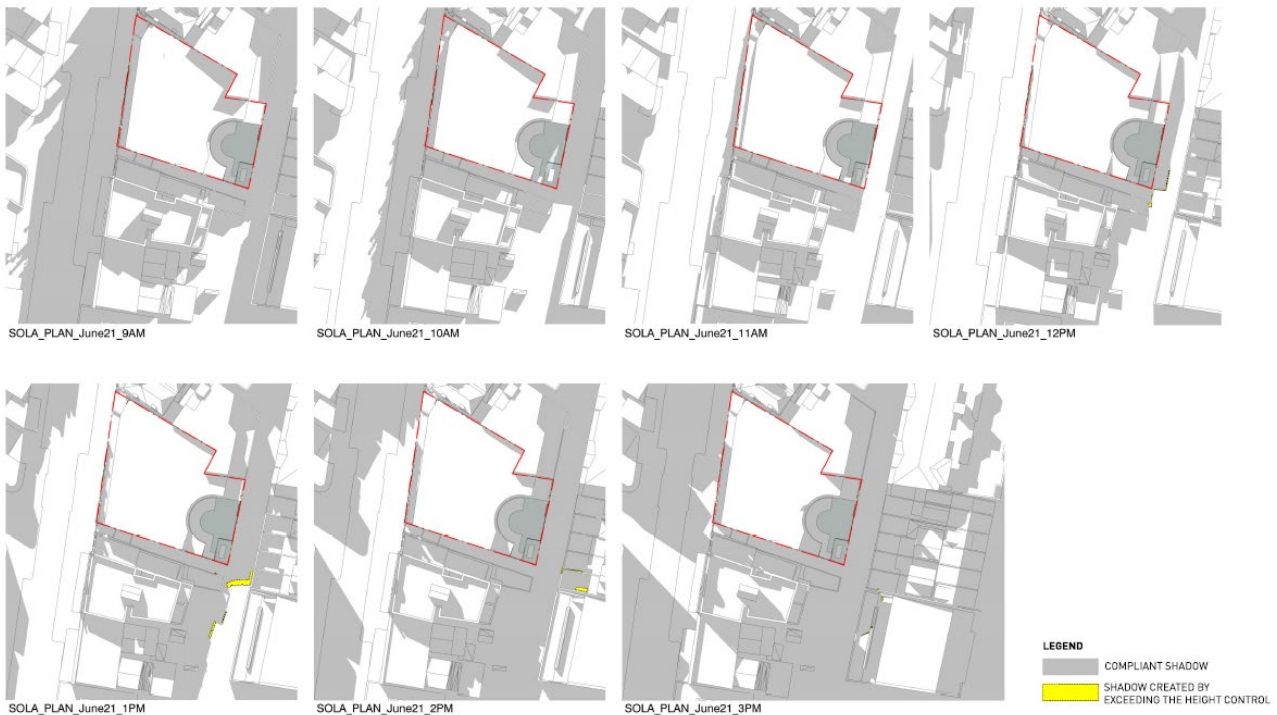 SOLA_PLAN_June21_9AM
SOLA_PLAN_June21_10AM
SOLA_PLAN_June21_11AM
SOLA_PLAN_June21_12PM
SOLA_PLAN_June21_1PM
SOLA_PLAN_June21_2PM
SOLA_PLAN_June21_3PM
LEGEND
COMPLIANT SHADOW
SHADOW CREATED BY
EXCEEDING THE HEIGHT CONTROL